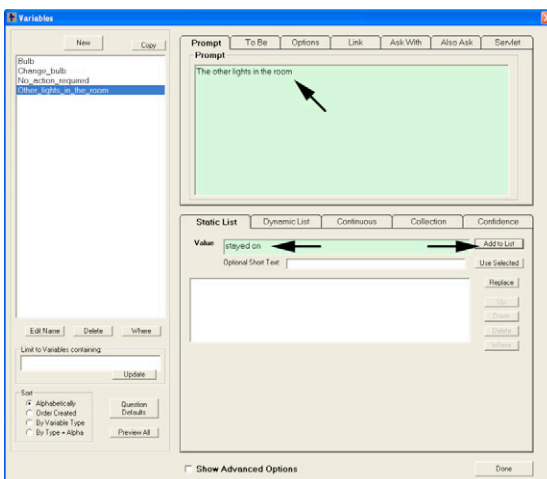 Variables
New Copy
Bulb
Change_bulb
No_action_required
Other_lights_in_the_room
Edit Name Delete Where
Limit to Variables containing:
Update
Sort
Alphabetically
Order Created
By Variable Type
By Type + Alpha
Question Defaults
Preview All
Prompt To Be Options Link Ask With Also Ask Servlet
Prompt
The other lights in the room
Static List Dynamic List Continuous Collection Confidence
Value stayed on Add to List
Optional Short Text: Use Selected
Replace
Up
Down
Delete
Where
Show Advanced Options Done